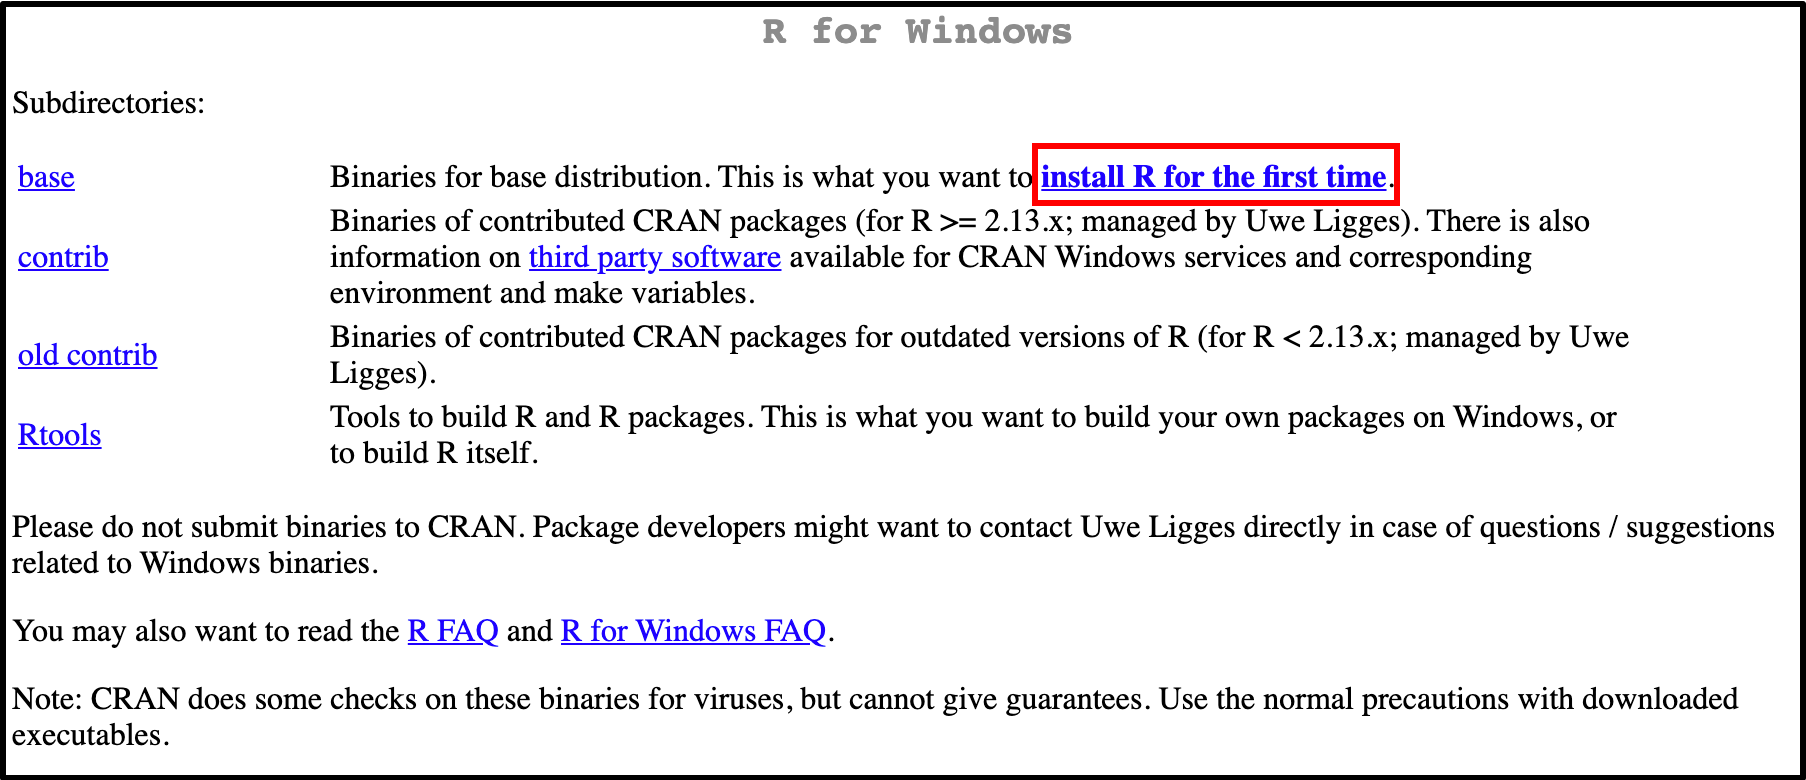 R for Windows
Subdirectories:
base
Binaries for base distribution. This is what you want to install R for the first time.
contrib
Binaries of contributed CRAN packages (for R >= 2.13.x; managed by Uwe Ligges). There is also
information on third party software available for CRAN Windows services and corresponding
environment and make variables.
old contrib
Binaries of contributed CRAN packages for outdated versions of R (for R < 2.13.x; managed by Uwe
Ligges).
Rtools
Tools to build R and R packages. This is what you want to build your own packages on Windows, or
to build R itself.
Please do not submit binaries to CRAN. Package developers might want to contact Uwe Ligges directly in case of questions / suggestions
related to Windows binaries.
You may also want to read the R FAQ and R for Windows FAQ.
Note: CRAN does some checks on these binaries for viruses, but cannot give guarantees. Use the normal precautions with downloaded
executables.